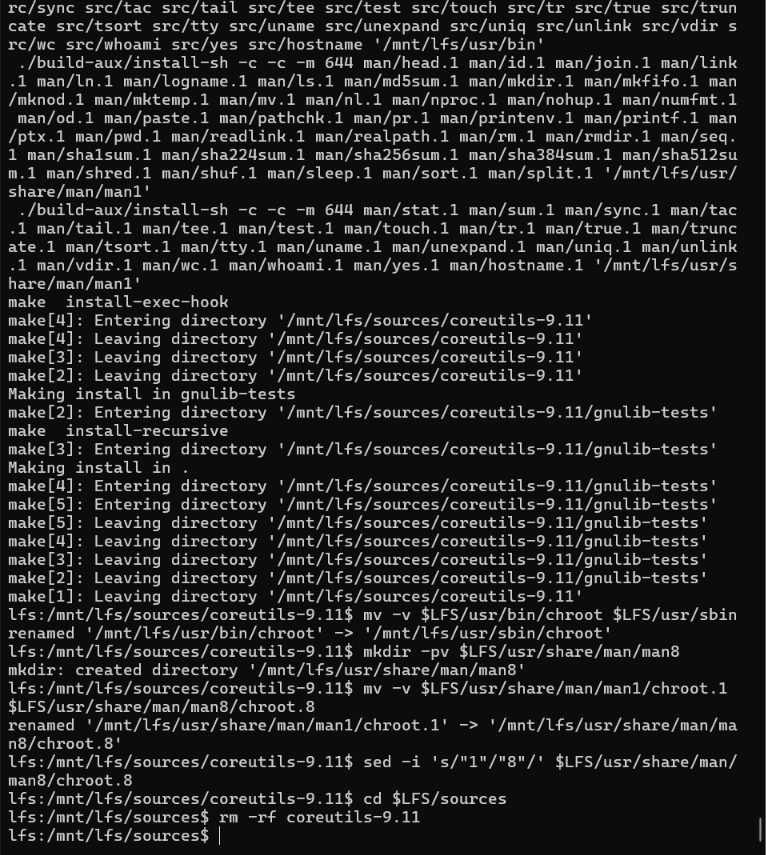 rc/sync src/tac src/tail src/tee src/test src/touch src/tr src/true src/trun
cate src/tsort src/tty src/uname src/unexpand src/uniq src/unlink src/vdir s
rc/wc src/whoami src/yes src/hostname '/mnt/lfs/usr/bin'
 ./build-aux/install-sh -c -c -m 644 man/head.1 man/id.1 man/join.1 man/link
.1 man/ln.1 man/logname.1 man/ls.1 man/md5sum.1 man/mkdir.1 man/mkfifo.1 man
/mknod.1 man/mktemp.1 man/mv.1 man/nl.1 man/nproc.1 man/nohup.1 man/numfmt.1
 man/od.1 man/paste.1 man/pathchk.1 man/pr.1 man/printenv.1 man/printf.1 man
/ptx.1 man/pwd.1 man/readlink.1 man/realpath.1 man/rm.1 man/rmdir.1 man/seq.
1 man/sha1sum.1 man/sha224sum.1 man/sha256sum.1 man/sha384sum.1 man/sha512su
m.1 man/shred.1 man/shuf.1 man/sleep.1 man/sort.1 man/split.1 '/mnt/lfs/usr/
share/man/man1'
 ./build-aux/install-sh -c -c -m 644 man/stat.1 man/sum.1 man/sync.1 man/tac
.1 man/tail.1 man/tee.1 man/test.1 man/touch.1 man/tr.1 man/true.1 man/trunc
ate.1 man/tsort.1 man/tty.1 man/uname.1 man/unexpand.1 man/uniq.1 man/unlink
.1 man/vdir.1 man/wc.1 man/whoami.1 man/yes.1 man/hostname.1 '/mnt/lfs/usr/s
hare/man/man1'
make  install-exec-hook
make[4]: Entering directory '/mnt/lfs/sources/coreutils-9.11'
make[4]: Leaving directory '/mnt/lfs/sources/coreutils-9.11'
make[3]: Leaving directory '/mnt/lfs/sources/coreutils-9.11'
make[2]: Leaving directory '/mnt/lfs/sources/coreutils-9.11'
Making install in gnulib-tests
make[2]: Entering directory '/mnt/lfs/sources/coreutils-9.11/gnulib-tests'
make  install-recursive
make[3]: Entering directory '/mnt/lfs/sources/coreutils-9.11/gnulib-tests'
Making install in .
make[4]: Entering directory '/mnt/lfs/sources/coreutils-9.11/gnulib-tests'
make[5]: Entering directory '/mnt/lfs/sources/coreutils-9.11/gnulib-tests'
make[5]: Leaving directory '/mnt/lfs/sources/coreutils-9.11/gnulib-tests'
make[4]: Leaving directory '/mnt/lfs/sources/coreutils-9.11/gnulib-tests'
make[3]: Leaving directory '/mnt/lfs/sources/coreutils-9.11/gnulib-tests'
make[2]: Leaving directory '/mnt/lfs/sources/coreutils-9.11/gnulib-tests'
make[1]: Leaving directory '/mnt/lfs/sources/coreutils-9.11'
lfs:/mnt/lfs/sources/coreutils-9.11$ mv -v $LFS/usr/bin/chroot $LFS/usr/sbin
renamed '/mnt/lfs/usr/bin/chroot' -> '/mnt/lfs/usr/sbin/chroot'
lfs:/mnt/lfs/sources/coreutils-9.11$ mkdir -pv $LFS/usr/share/man/man8
mkdir: created directory '/mnt/lfs/usr/share/man/man8'
lfs:/mnt/lfs/sources/coreutils-9.11$ mv -v $LFS/usr/share/man/man1/chroot.1
$LFS/usr/share/man/man8/chroot.8
renamed '/mnt/lfs/usr/share/man/man1/chroot.1' -> '/mnt/lfs/usr/share/man/ma
n8/chroot.8'
lfs:/mnt/lfs/sources/coreutils-9.11$ sed -i 's/"1"/"8"/' $LFS/usr/share/man/
man8/chroot.8
lfs:/mnt/lfs/sources/coreutils-9.11$ cd $LFS/sources
lfs:/mnt/lfs/sources$ rm -rf coreutils-9.11
lfs:/mnt/lfs/sources$